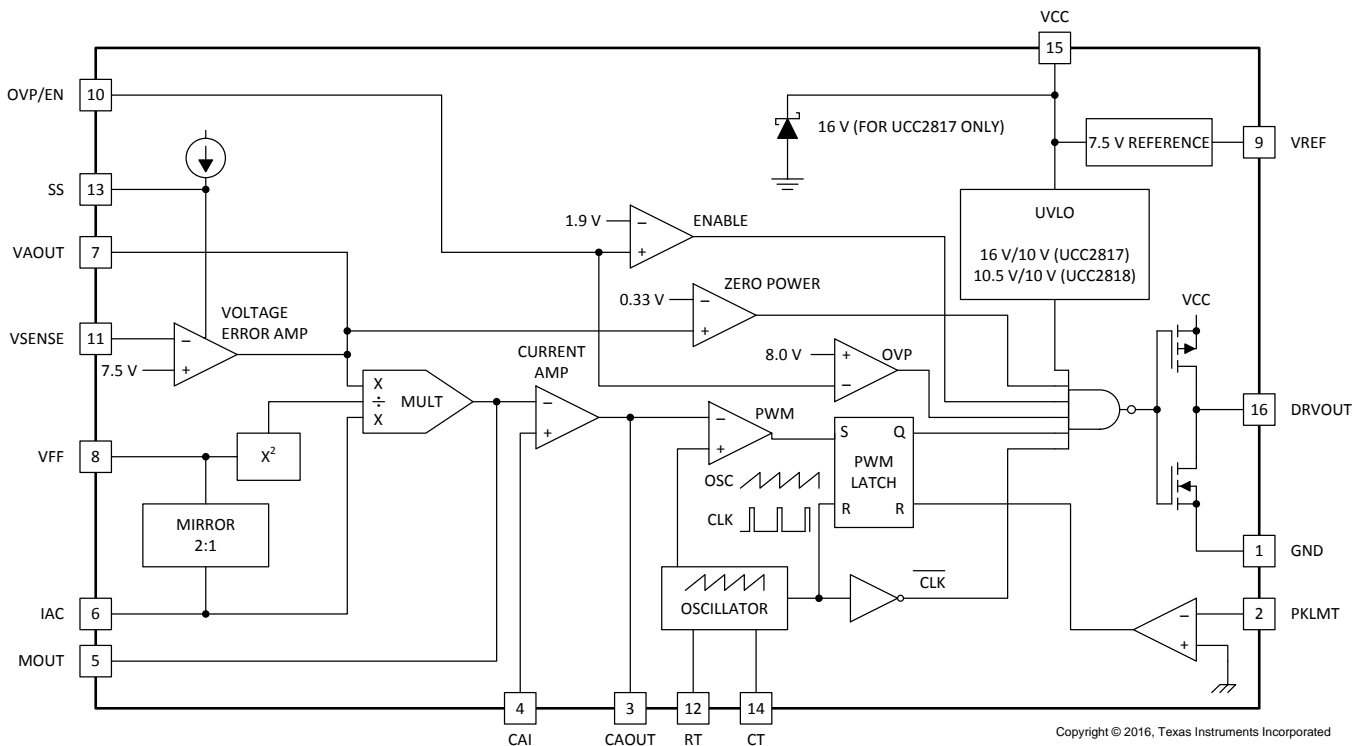 VCC
15
OVP/EN 10
16 V (FOR UCC2817 ONLY)
7.5 V REFERENCE
9 VREF
SS 13
1.9 V
−
+
ENABLE
UVLO
16 V/10 V (UCC2817)
10.5 V/10 V (UCC2818)
VAOUT 7
0.33 V
−
+
ZERO POWER
VCC
VOLTAGE
ERROR AMP
VSENSE 11
−
7.5 V
+
8.0 V
+
−
OVP
CURRENT
AMP
X
÷
X
MULT
−
+
−
+
PWM
16 DRVOUT
VFF 8
X²
S Q
PWM
LATCH
R R
OSC
CLK
MIRROR
2:1
1 GND
OSCILLATOR
CLK
IAC 6
−
+
2 PKLMT
MOUT 5
4
3
12
14
CAI
CAOUT
RT
CT
Copyright © 2016, Texas Instruments Incorporated